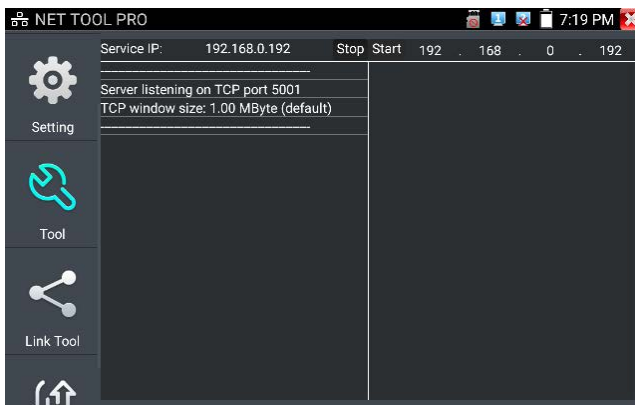 NET TOOL PRO
7:19 PM
Service IP: 192.168.0.192 Stop Start 192 . 168 . 0 . 192
Server listening on TCP port 5001
TCP window size: 1.00 MByte (default)
Setting
Tool
Link Tool